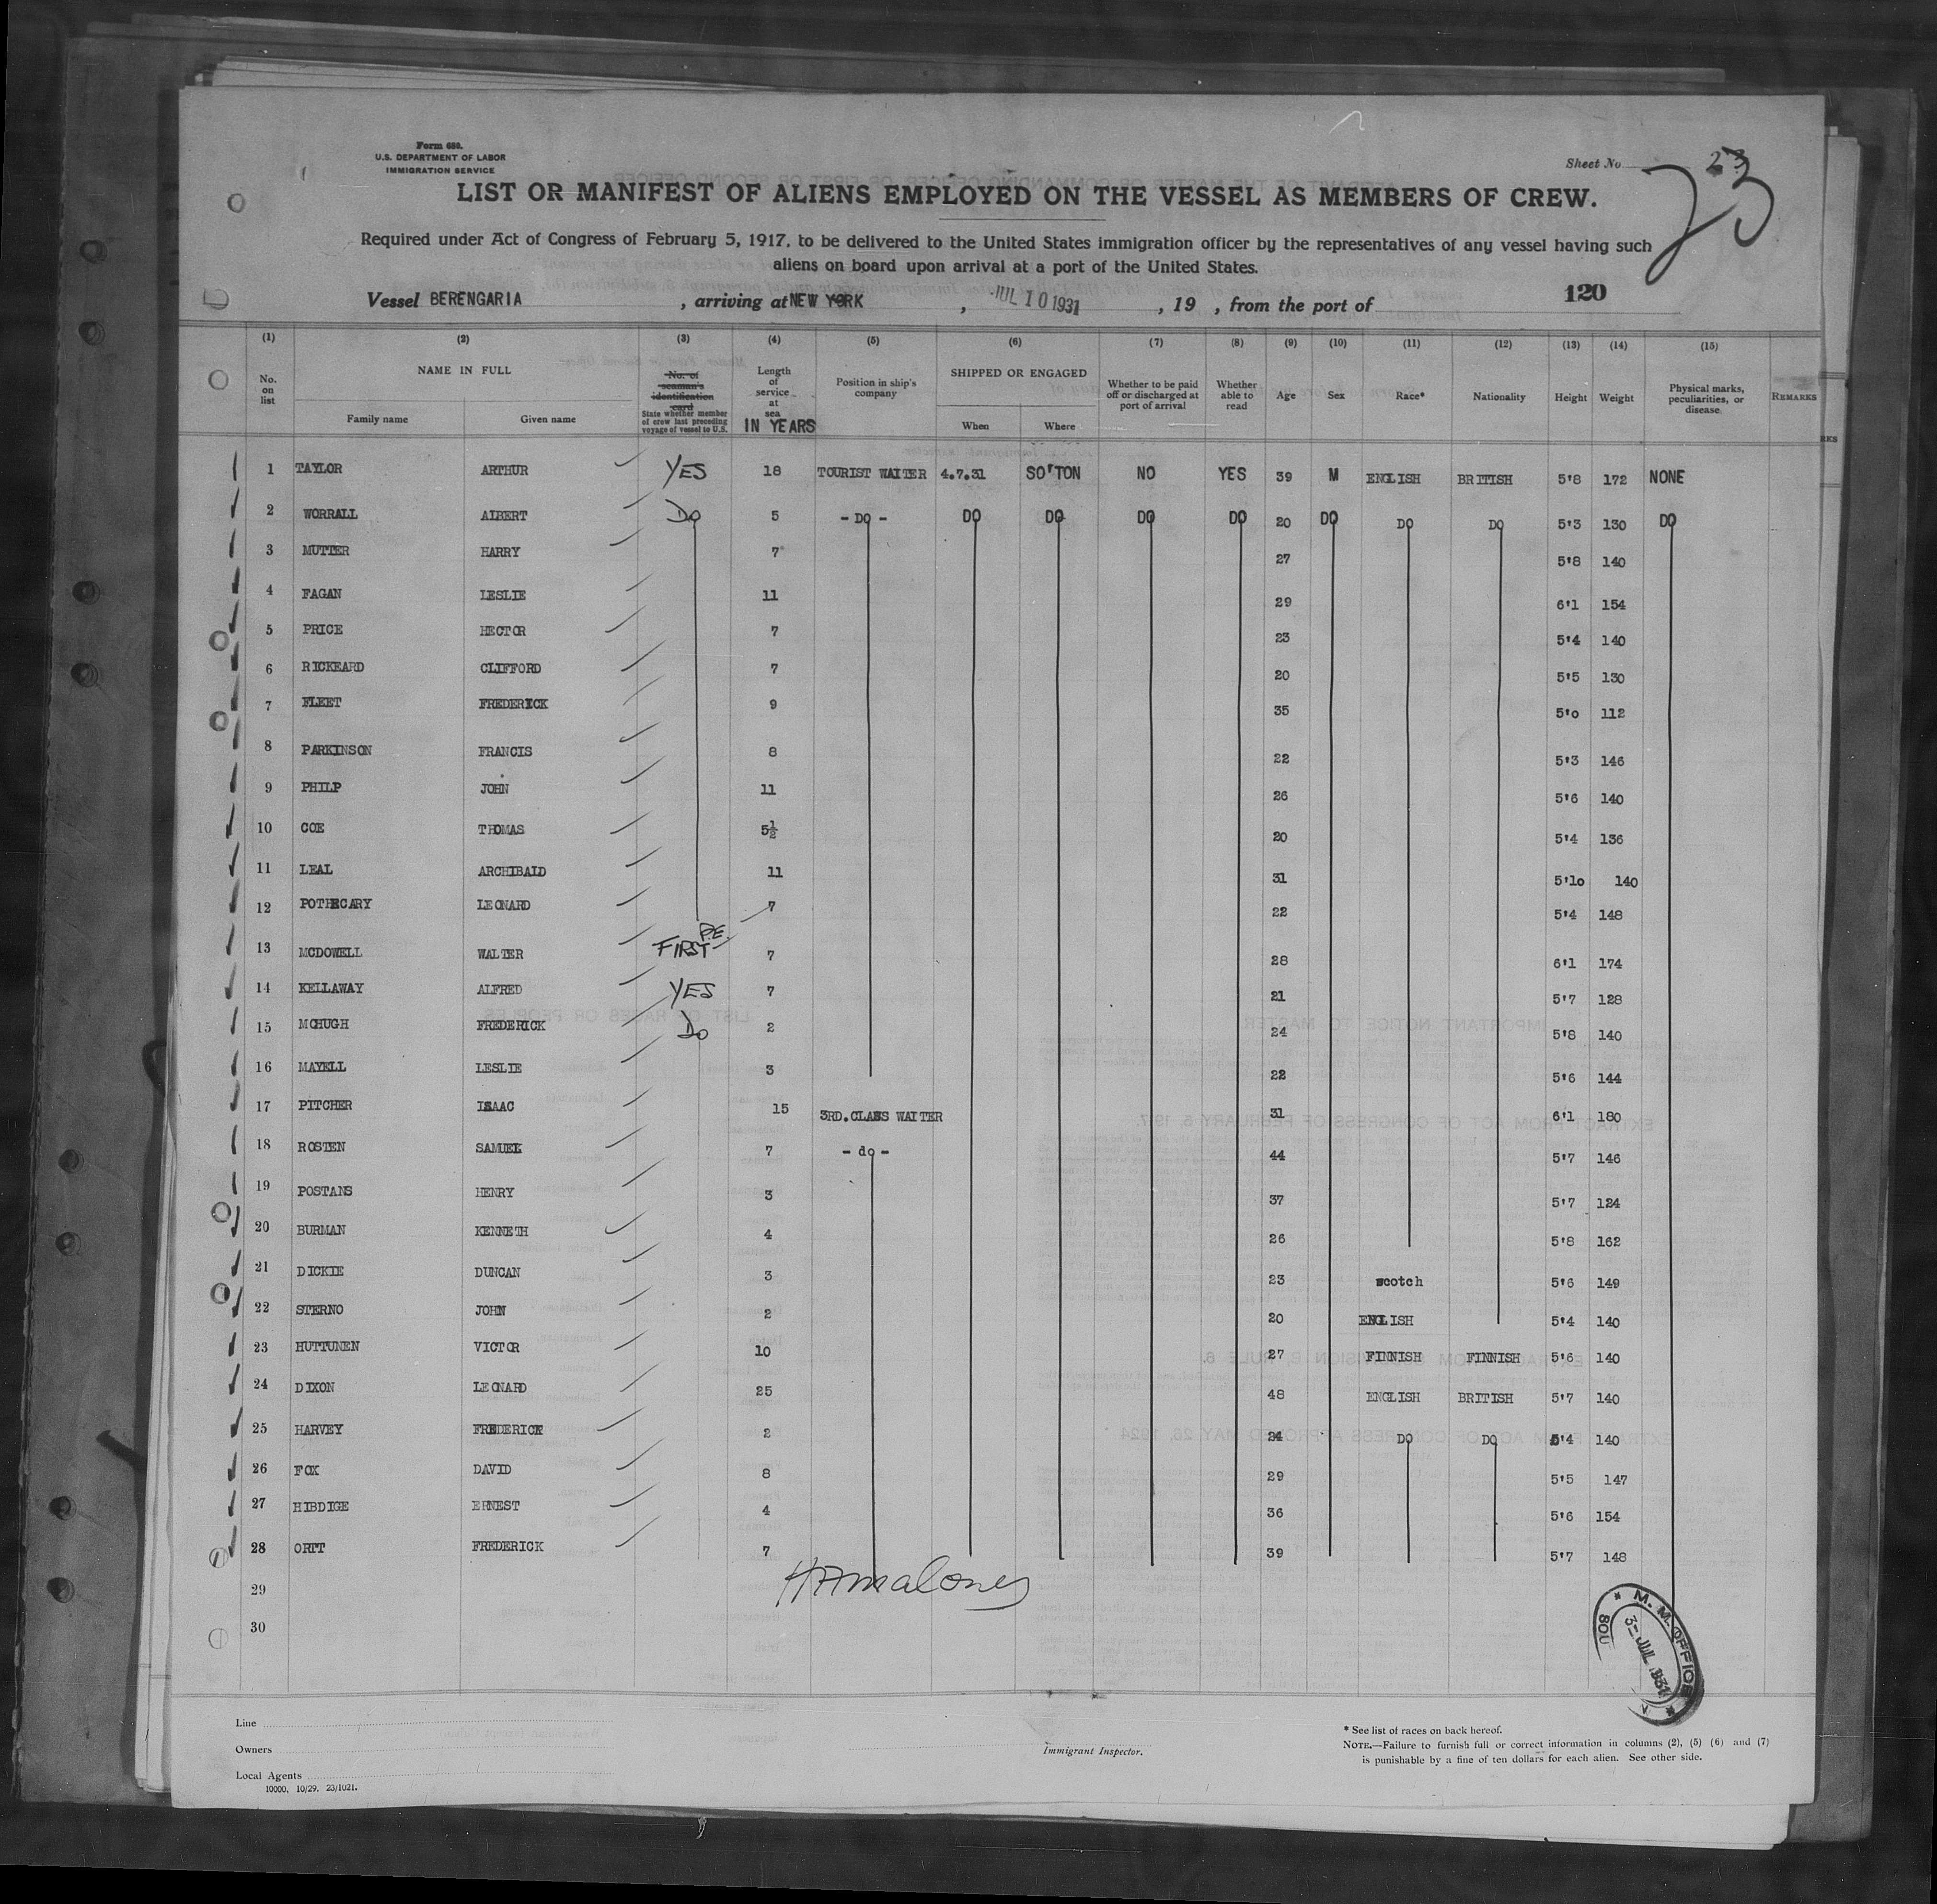 Form 680.
U.S. DEPARTMENT OF LABOR
IMMIGRATION SERVICE
Sheet No. 23
23
LIST OR MANIFEST OF ALIENS EMPLOYED ON THE VESSEL AS MEMBERS OF CREW.
Required under Act of Congress of February 5, 1917, to be delivered to the United States immigration officer by the representatives of any vessel having such
aliens on board upon arrival at a port of the United States.
Vessel BERENGARIA, arriving at NEW YORK, JUL 10 1931, 19 , from the port of 120
(1) (2) (3) (4) (5) (6) (7) (8) (9) (10) (11) (12) (13) (14) (15)
No. on list NAME IN FULL Family name Given name No. of seaman's identification card State whether member of crew last preceding voyage of vessel to U.S. Length of service at sea IN YEARS Position in ship's company SHIPPED OR ENGAGED When Where Whether to be paid off or discharged at port of arrival Whether able to read Age Sex Race* Nationality Height Weight Physical marks, peculiarities, or disease. REMARKS
RKS
1 TAYLOR ARTHUR YES 18 TOURIST WAITER 4.7.31 SO'TON NO YES 39 M ENGLISH BRITISH 5'8 172 NONE
2 WORRALL ALBERT DO 5 - DO - DO DO DO DO 20 DO DO DO 5'3 130 DO
3 MUTTER HARRY 7 27 5'8 140
4 FAGAN LESLIE 11 29 6'1 154
5 PRICE HECTOR 7 23 5'4 140
6 RICKEARD CLIFFORD 7 20 5'5 130
7 FLEET FREDERICK 9 35 5'0 112
8 PARKINSON FRANCIS 8 22 5'3 146
9 PHILP JOHN 11 26 5'6 140
10 COE THOMAS 5½ 20 5'4 136
11 LEAL ARCHIBALD 11 31 5'10 140
12 POTHECARY LEONARD 7 22 5'4 148
13 MCDOWELL WALTER FIRST P.E. 7 28 6'1 174
14 KELLAWAY ALFRED YES 7 21 5'7 128
15 MCHUGH FREDERICK DO 2 24 5'8 140
16 MAYELL LESLIE 3 22 5'6 144
17 PITCHER ISAAC 15 3RD.CLASS WAITER 31 6'1 180
18 ROSTEN SAMUEL 7 - do - 44 5'7 146
19 POSTANS HENRY 3 37 5'7 124
20 BURMAN KENNETH 4 26 5'8 162
21 DICKIE DUNCAN 3 23 scotch 5'6 149
22 STERNO JOHN 2 20 ENGLISH 5'4 140
23 HUTTUNEN VICTOR 10 27 FINNISH FINNISH 5'6 140
24 DIXON LEONARD 25 48 ENGLISH BRITISH 5'7 140
25 HARVEY FREDERICK 2 24 DO DO 5'4 140
26 FOX DAVID 8 29 5'5 147
27 HIBDIGE ERNEST 4 36 5'6 154
28 ORTT FREDERICK 7 39 5'7 148
29
30
M. M. OFFICE
3- JUL 1931
SOU
Line
Owners
Local Agents
10000, 10/29. 23/1021.
Immigrant Inspector.
* See list of races on back hereof.
NOTE.—Failure to furnish full or correct information in columns (2), (5) (6) and (7)
is punishable by a fine of ten dollars for each alien. See other side.